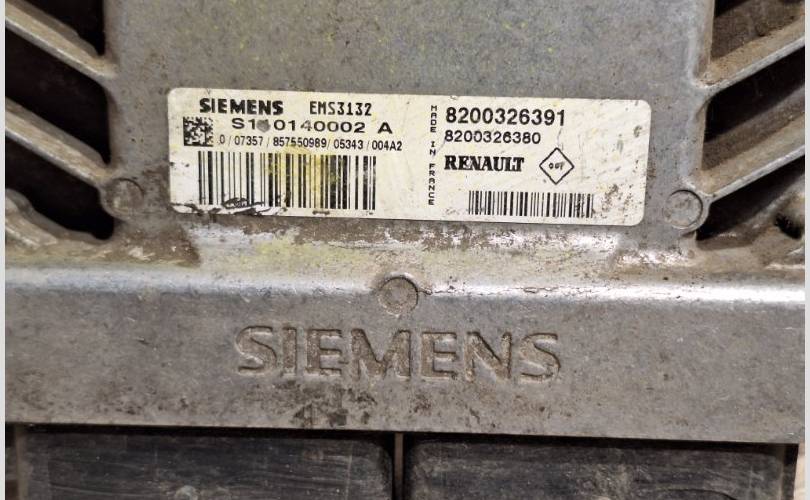 SIEMENS EMS3132
A
0/07357/857550989/05343/004A2
MADE IN FRANCE
8200326391
8200326380
RENAULT
SIEMENS